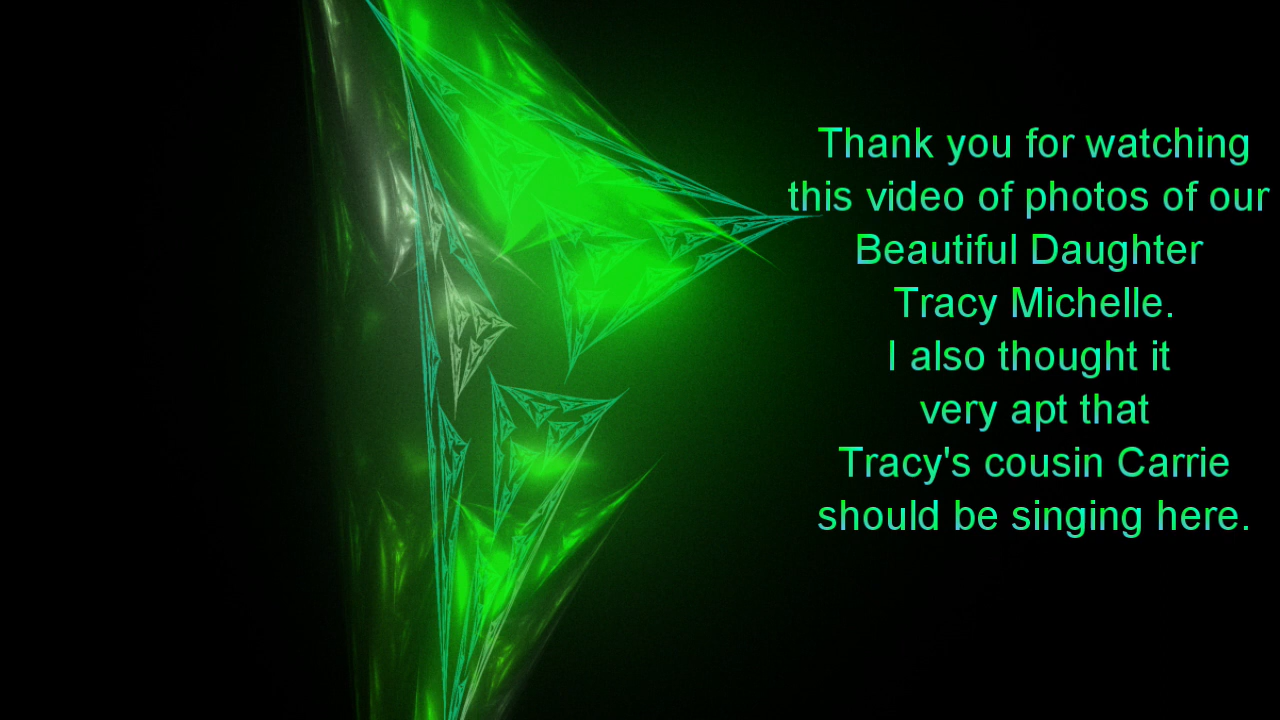 Thank you for watching
this video of photos of our
Beautiful Daughter
Tracy Michelle.
I also thought it
very apt that
Tracy's cousin Carrie
should be singing here.